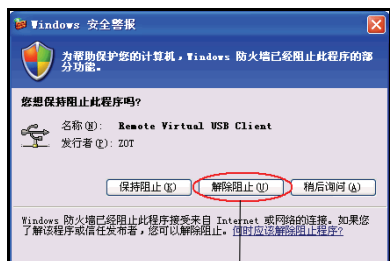 Windows 安全警报
为帮助保护您的计算机，Windows 防火墙已经阻止此程序的部
分功能。
您想保持阻止此程序吗?
名称(N): Remote Virtual USB Client
发行者(P): ZOT
保持阻止(K) 解除阻止(U) 稍后询问(A)
Windows 防火墙已经阻止此程序接受来自 Internet 或网络的连接。如果您
了解该程序或信任发布者，您可以解除阻止。何时应该解除阻止程序?